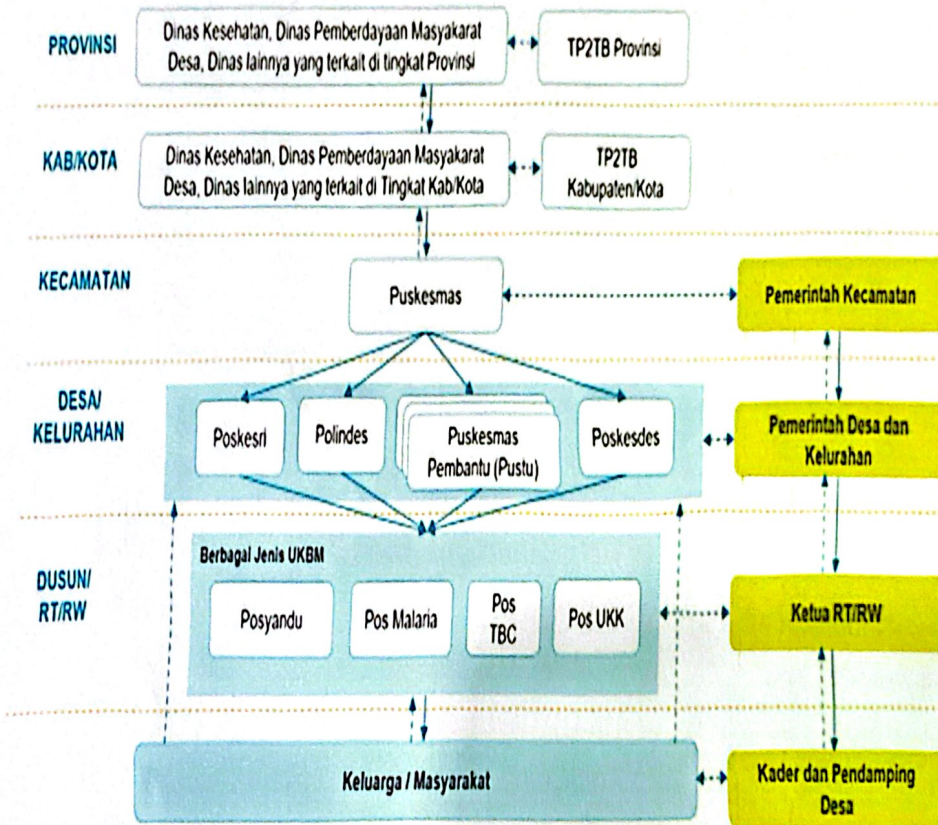 PROVINSI
Dinas Kesehatan, Dinas Pemberdayaan Masyakarat
Desa, Dinas lainnya yang terkait di tingkat Provinsi
TP2TB Provinsi
KAB/KOTA
Dinas Kesehatan, Dinas Pemberdayaan Masyakarat
Desa, Dinas lainnya yang terkait di Tingkat Kab/Kota
TP2TB
Kabupaten/Kota
KECAMATAN
Puskesmas
Pemerintah Kecamatan
DESA/
KELURAHAN
Poskesri
Polindes
Puskesmas
Pembantu (Pustu)
Poskesdes
Pemerintah Desa dan
Kelurahan
DUSUN/
RT/RW
Berbagai Jenis UKBM
Posyandu
Pos Malaria
Pos
TBC
Pos UKK
Ketua RT/RW
Keluarga / Masyarakat
Kader dan Pendamping
Desa